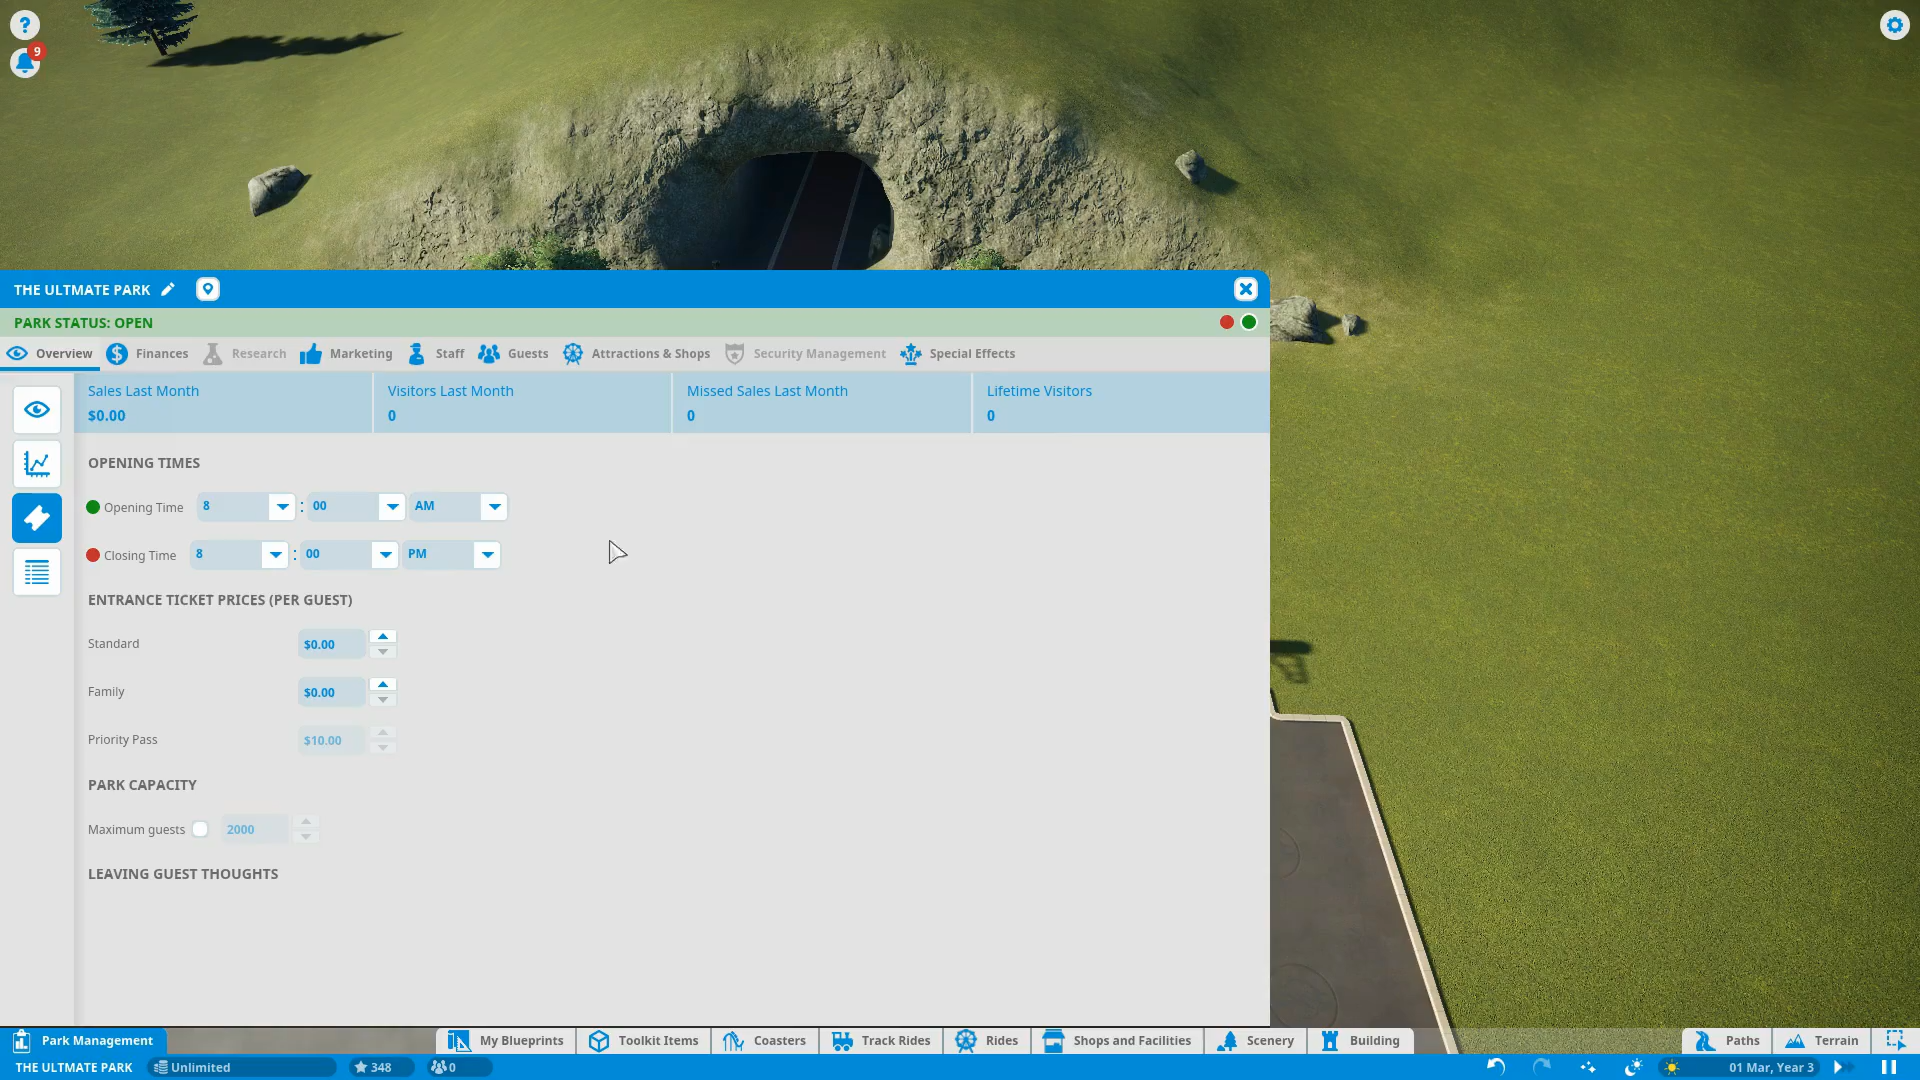 ?
9
THE ULTMATE PARK
PARK STATUS: OPEN
Overview Finances Research Marketing Staff Guests Attractions & Shops Security Management Special Effects
Sales Last Month Visitors Last Month Missed Sales Last Month Lifetime Visitors
$0.00 0 0 0
OPENING TIMES
Opening Time 8 : 00 AM
Closing Time 8 : 00 PM
ENTRANCE TICKET PRICES (PER GUEST)
Standard $0.00
Family $0.00
Priority Pass $10.00
PARK CAPACITY
Maximum guests 2000
LEAVING GUEST THOUGHTS
Park Management My Blueprints Toolkit Items Coasters Track Rides Rides Shops and Facilities Scenery Building Paths Terrain
THE ULTMATE PARK Unlimited 348 0 01 Mar, Year 3